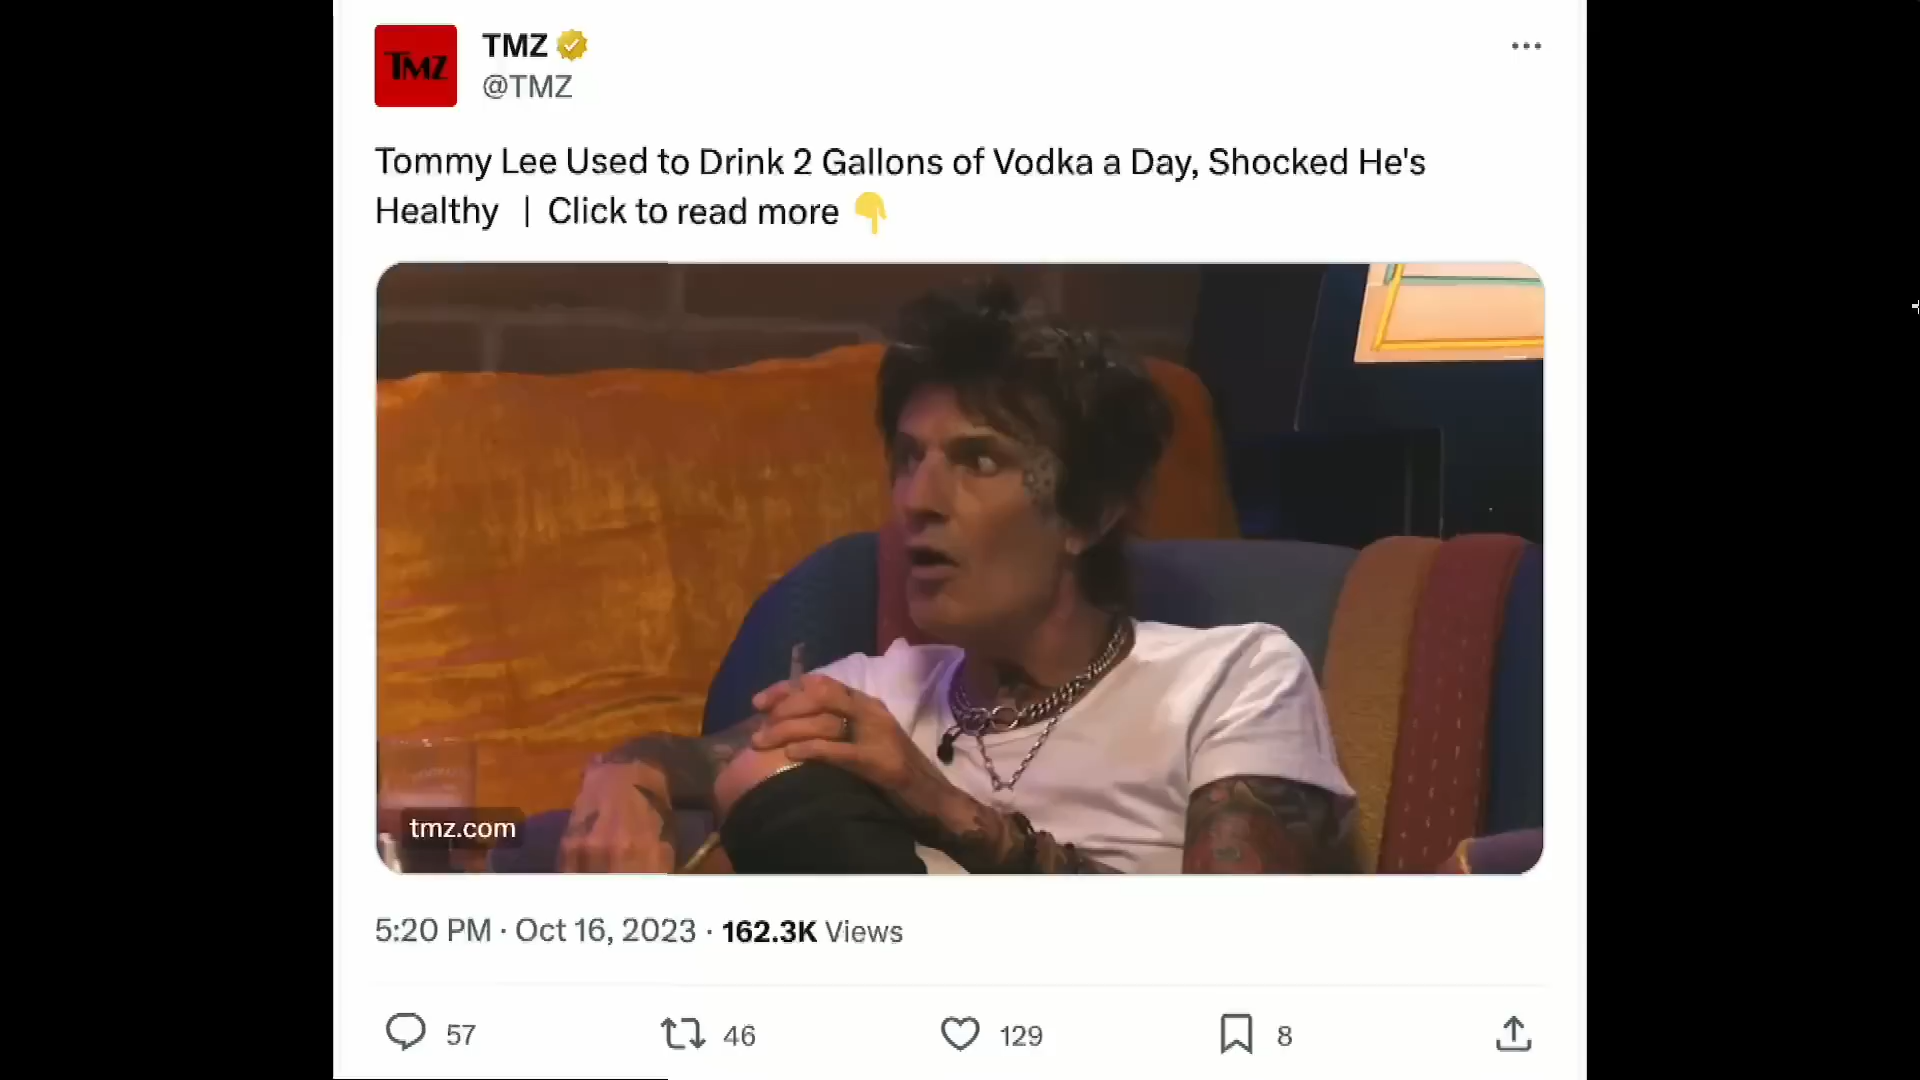 TMZ
TMZ
@TMZ
Tommy Lee Used to Drink 2 Gallons of Vodka a Day, Shocked He's
Healthy | Click to read more 👇
tmz.com
5:20 PM · Oct 16, 2023 · 162.3K Views
57 46 129 8